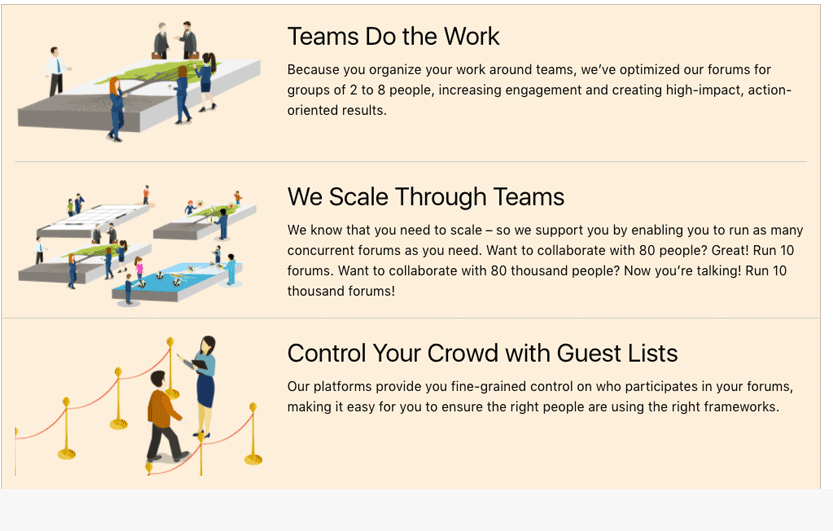 Teams Do the Work
Because you organize your work around teams, we’ve optimized our forums for
groups of 2 to 8 people, increasing engagement and creating high-impact, action-
oriented results.
We Scale Through Teams
We know that you need to scale – so we support you by enabling you to run as many
concurrent forums as you need. Want to collaborate with 80 people? Great! Run 10
forums. Want to collaborate with 80 thousand people? Now you’re talking! Run 10
thousand forums!
Control Your Crowd with Guest Lists
Our platforms provide you fine-grained control on who participates in your forums,
making it easy for you to ensure the right people are using the right frameworks.